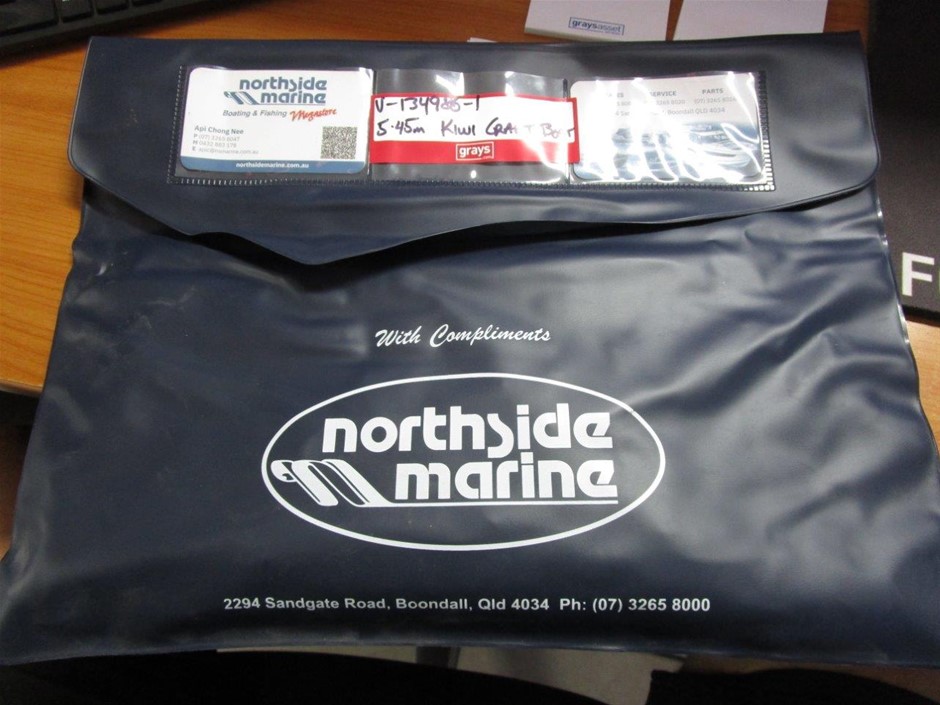 graysasset
northside
marine
Boating & Fishing Megastore
Api Chong Nee
northsidemarine.com.au
V-134985-1
5.45m KIWI CRAFT BOAT
grays
SERVICE
PARTS
Boondall QLD 4034
F
With Compliments
northside
marine
2294 Sandgate Road, Boondall, Qld 4034 Ph: (07) 3265 8000